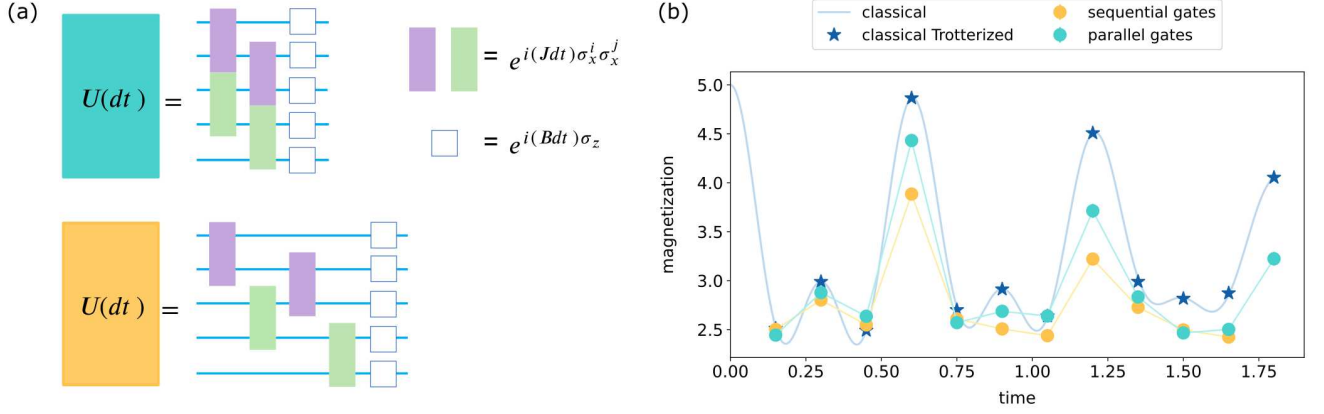 (a)
U(dt) =
= e^{i(Jdt)σ_x^i σ_x^j}
= e^{i(Bdt)σ_z}
U(dt) =
(b)
classical
classical Trotterized
sequential gates
parallel gates
5.0
4.5
4.0
3.5
3.0
2.5
magnetization
0.00 0.25 0.50 0.75 1.00 1.25 1.50 1.75
time